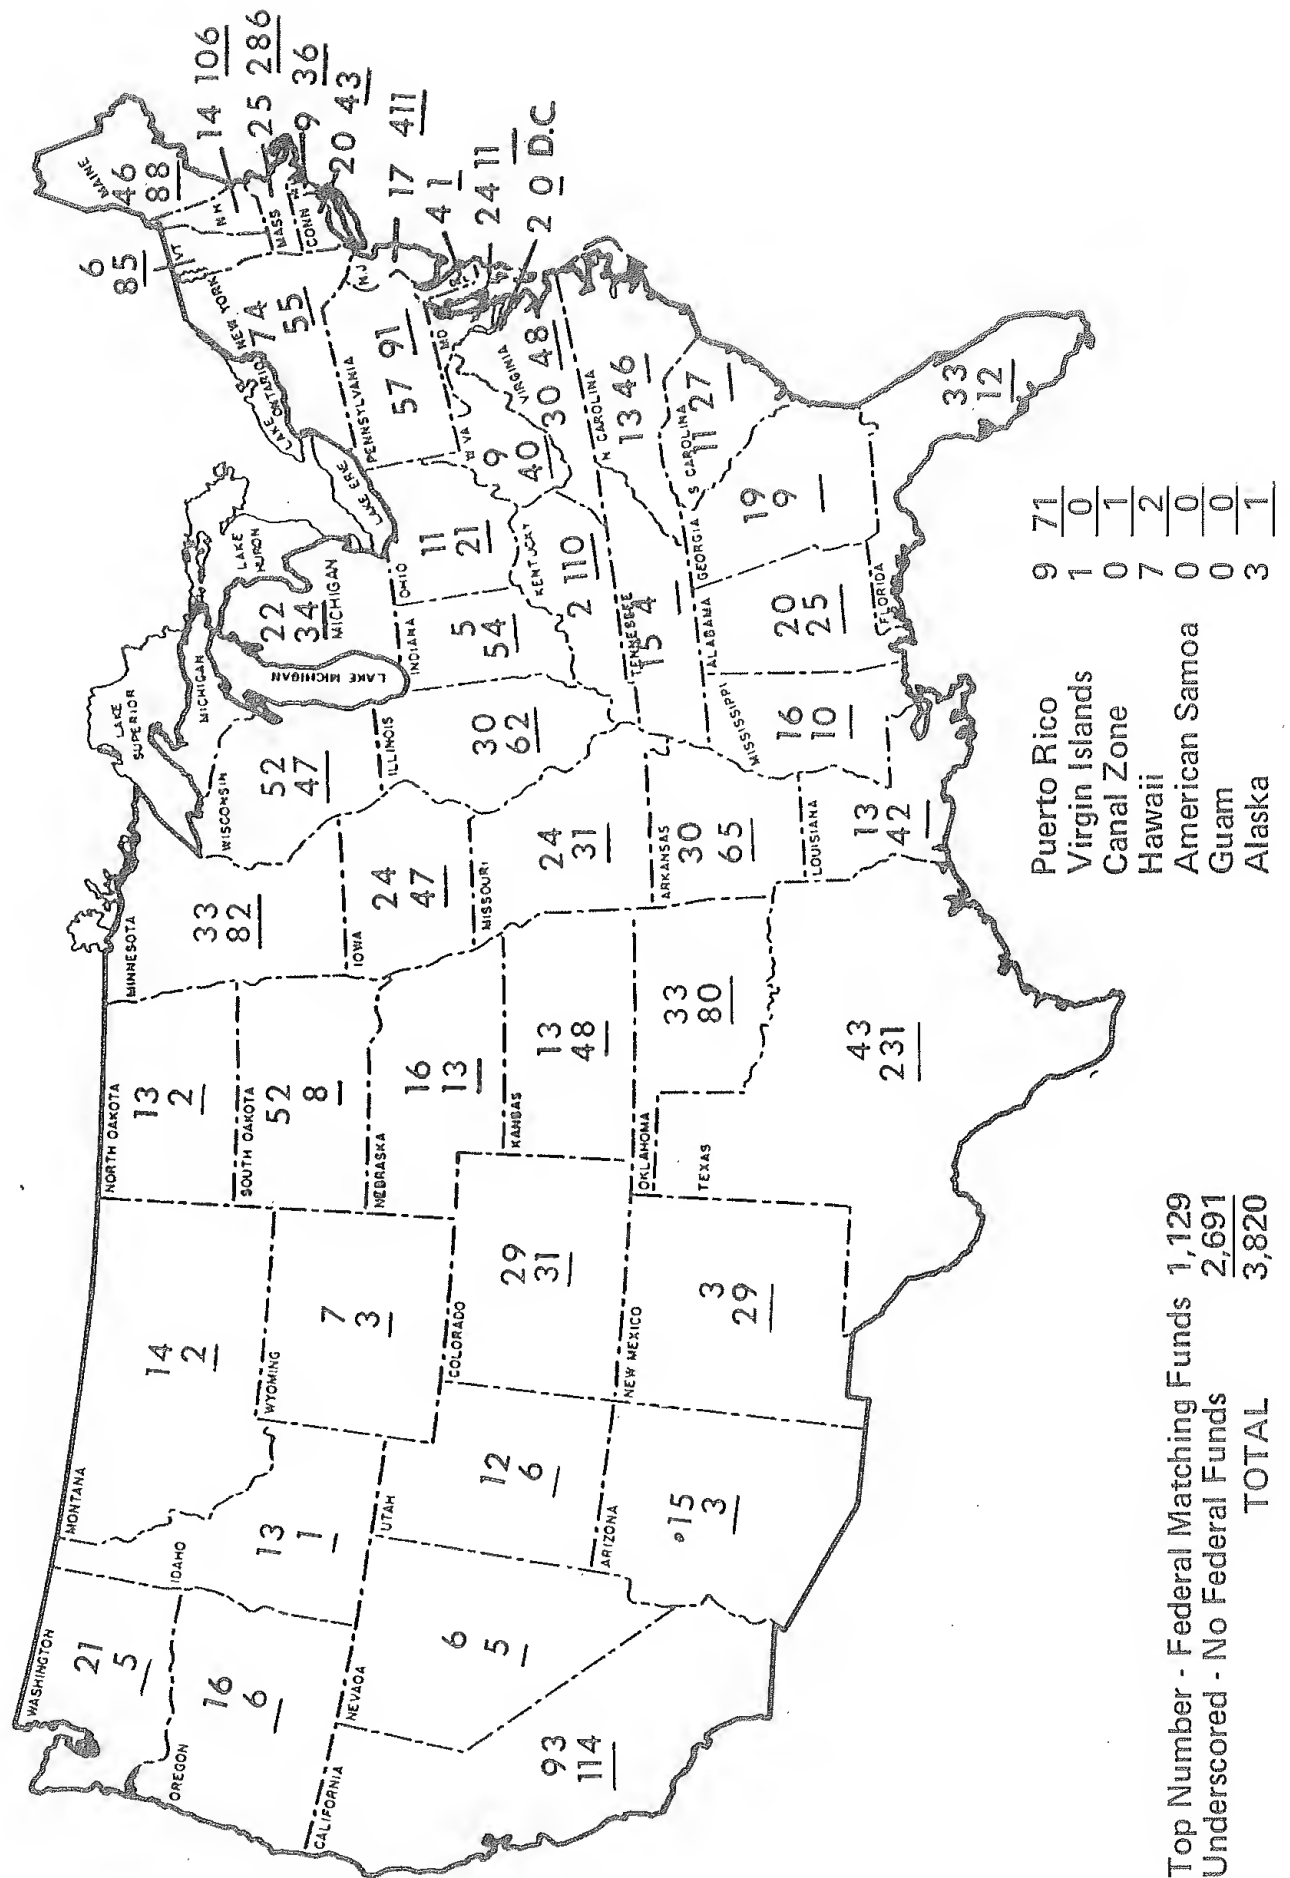 WASHINGTON
21
5
OREGON
16
6
CALIFORNIA
93
114
NEVADA
6
5
IDAHO
13
1
MONTANA
14
2
WYOMING
7
3
UTAH
12
6
ARIZONA
15
3
COLORADO
29
31
NEW MEXICO
3
29
NORTH DAKOTA
13
2
SOUTH DAKOTA
52
8
NEBRASKA
16
13
KANSAS
13
48
OKLAHOMA
33
80
TEXAS
43
231
MINNESOTA
33
82
IOWA
24
47
MISSOURI
24
31
ARKANSAS
30
65
LOUISIANA
13
42
WISCONSIN
52
47
ILLINOIS
30
62
LAKE
SUPERIOR
MICHIGAN
LAKE MICHIGAN
22
34
MICHIGAN
LAKE
HURON
INDIANA
5
54
OHIO
11
21
KENTUCKY
2 110
TENNESSEE
15 4
MISSISSIPPI
16
10
ALABAMA
20
25
GEORGIA
19
9
FLORIDA
33
12
S CAROLINA
11 27
N CAROLINA
13 46
VIRGINIA
30 48
W VA
9
40
MD
PENNSYLVANIA
57 91
LAKE ERIE
LAKE ONTARIO
NEW YORK
74
55
VT
6
85
MAINE
46
88
N H
14 106
MASS
25 286
R I
9 36
CONN
20 43
N J
17 411
4 1
24 11
2 0 D.C.
Puerto Rico 9 71
Virgin Islands 1 0
Canal Zone 0 1
Hawaii 7 2
American Samoa 0 0
Guam 0 0
Alaska 3 1
Top Number - Federal Matching Funds 1,129
Underscored - No Federal Funds 2,691
TOTAL 3,820